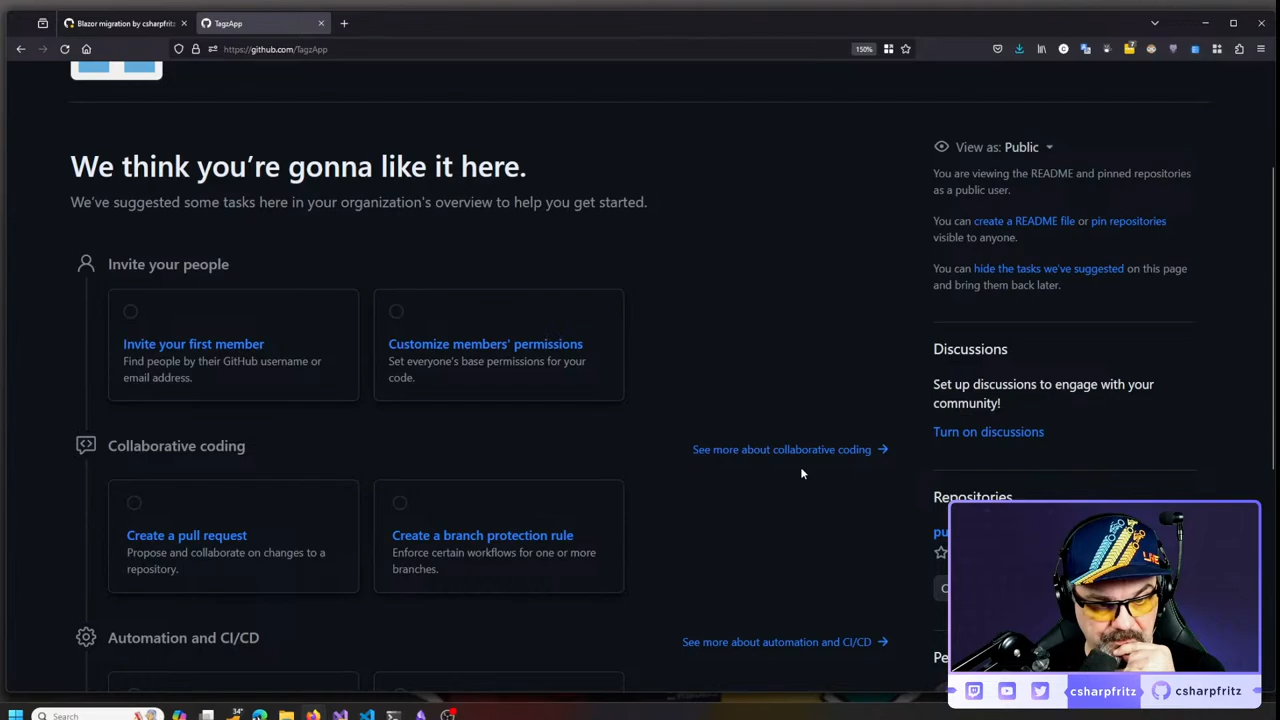 Blazor migration by csharpfritz
TagzApp
https://github.com/TagzApp
150%
We think you're gonna like it here.
We've suggested some tasks here in your organization's overview to help you get started.
Invite your people
Invite your first member
Find people by their GitHub username or
email address.
Customize members' permissions
Set everyone's base permissions for your
code.
Collaborative coding
See more about collaborative coding
Create a pull request
Propose and collaborate on changes to a
repository.
Create a branch protection rule
Enforce certain workflows for one or more
branches.
Automation and CI/CD
See more about automation and CI/CD
View as: Public
You are viewing the README and pinned repositories
as a public user.
You can create a README file or pin repositories
visible to anyone.
You can hide the tasks we've suggested on this page
and bring them back later.
Discussions
Set up discussions to engage with your
community!
Turn on discussions
Repositories
pu
Pe
LIVE
csharpfritz
csharpfritz
Search
34°